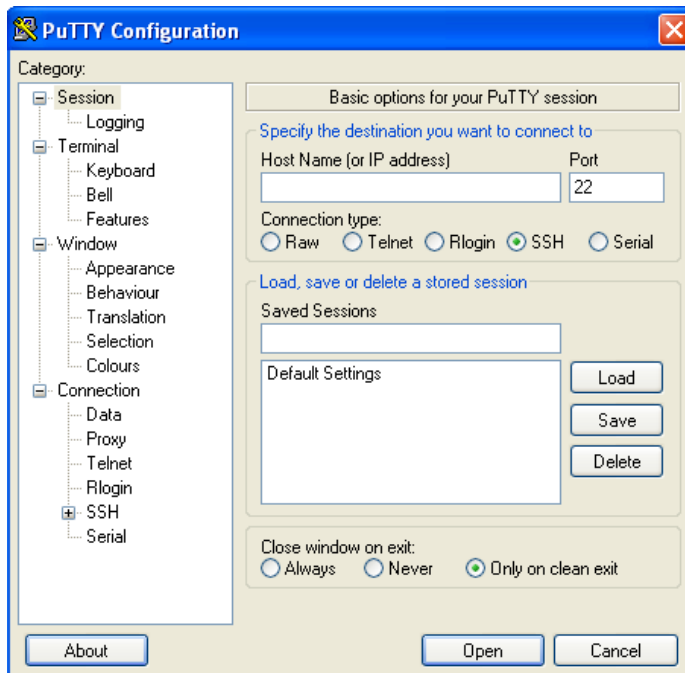 PuTTY Configuration
Category:
Session
Logging
Terminal
Keyboard
Bell
Features
Window
Appearance
Behaviour
Translation
Selection
Colours
Connection
Data
Proxy
Telnet
Rlogin
SSH
Serial
Basic options for your PuTTY session
Specify the destination you want to connect to
Host Name (or IP address) Port
22
Connection type:
Raw Telnet Rlogin SSH Serial
Load, save or delete a stored session
Saved Sessions
Default Settings
Load
Save
Delete
Close window on exit:
Always Never Only on clean exit
About Open Cancel